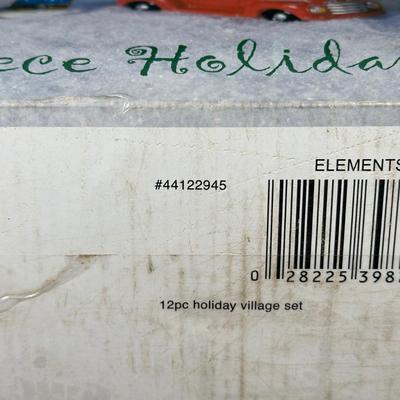 ece Holida
ELEMENTS
#44122945
0 28225 398
12pc holiday village set